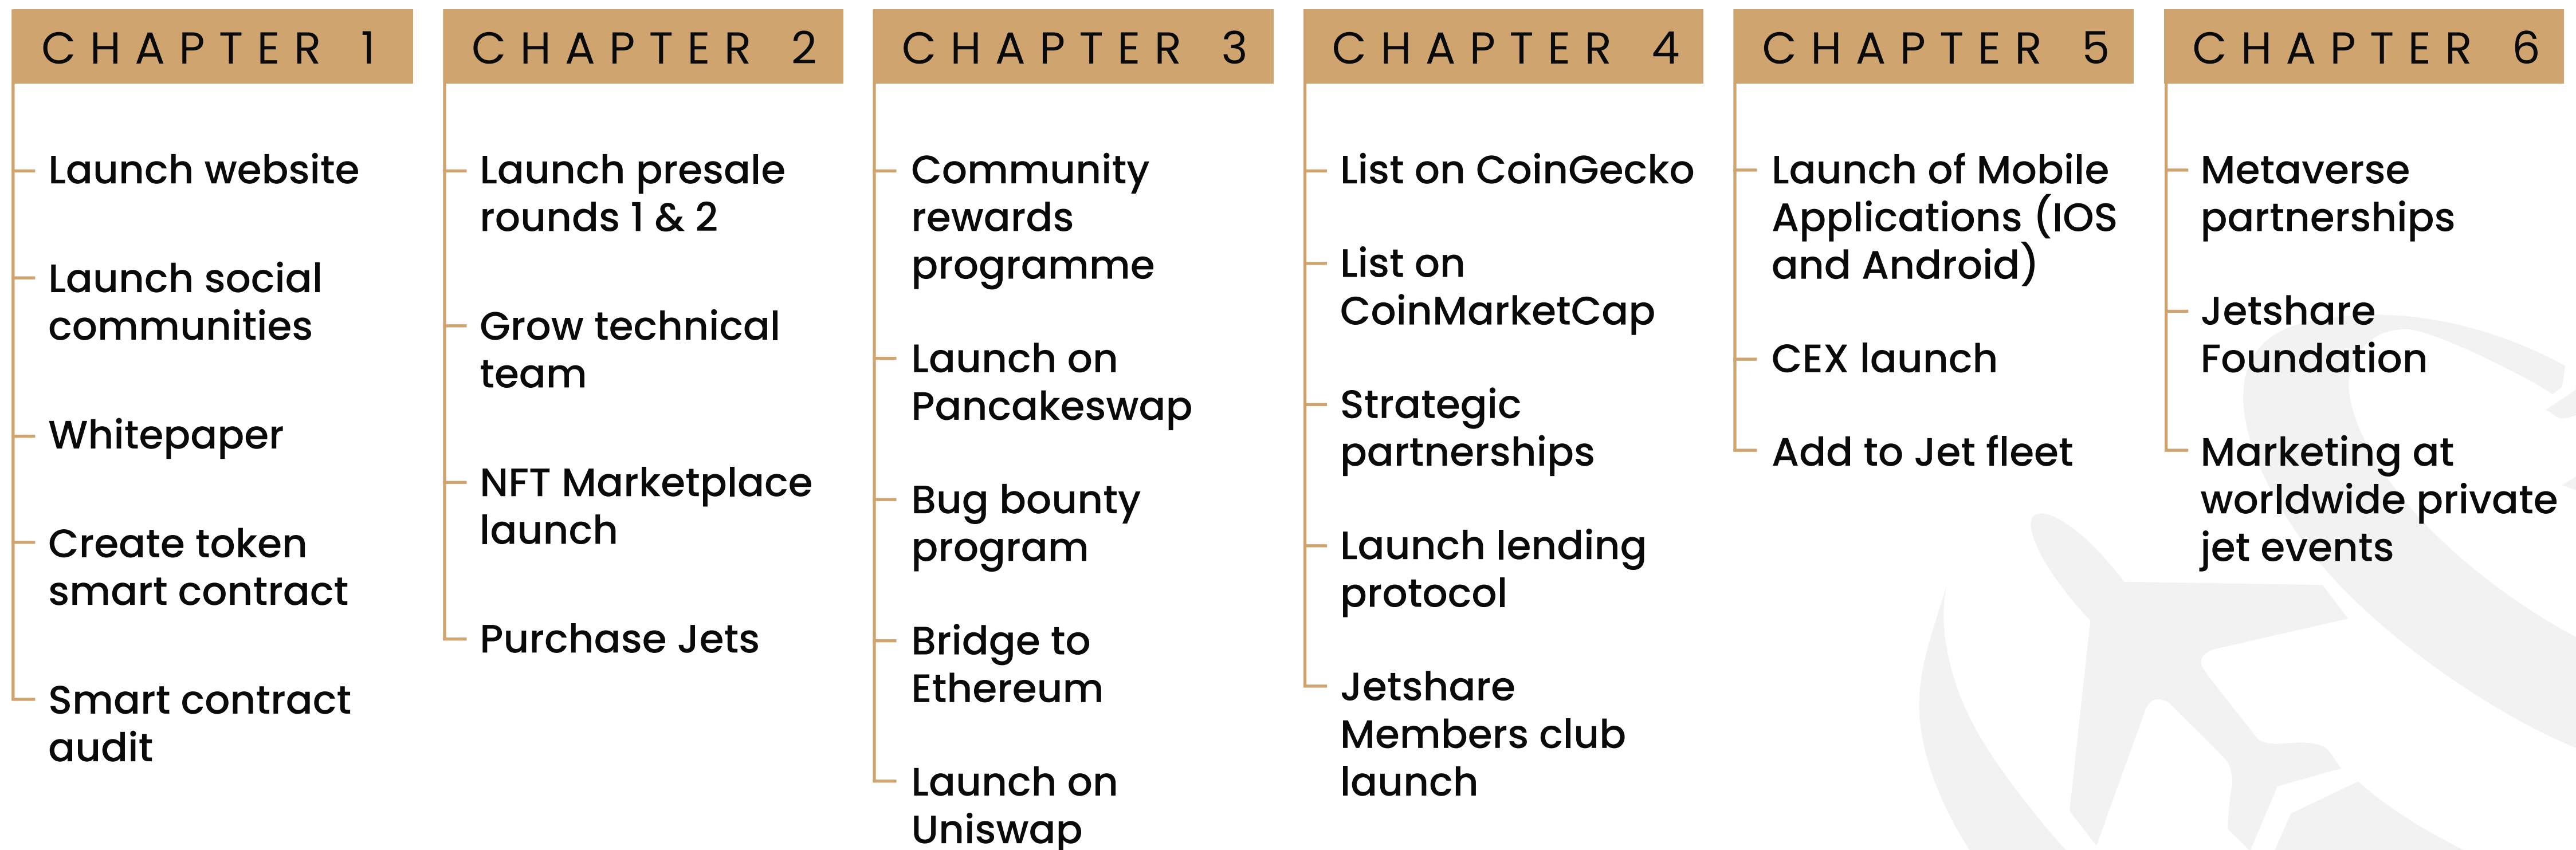 CHAPTER 1
Launch website
Launch social
communities
Whitepaper
Create token
smart contract
Smart contract
audit
CHAPTER 2
Launch presale
rounds 1 & 2
Grow technical
team
NFT Marketplace
launch
Purchase Jets
CHAPTER 3
Community
rewards
programme
Launch on
Pancakeswap
Bug bounty
program
Bridge to
Ethereum
Launch on
Uniswap
CHAPTER 4
List on CoinGecko
List on
CoinMarketCap
Strategic
partnerships
Launch lending
protocol
Jetshare
Members club
launch
CHAPTER 5
Launch of Mobile
Applications (IOS
and Android)
CEX launch
Add to Jet fleet
CHAPTER 6
Metaverse
partnerships
Jetshare
Foundation
Marketing at
worldwide private
jet events